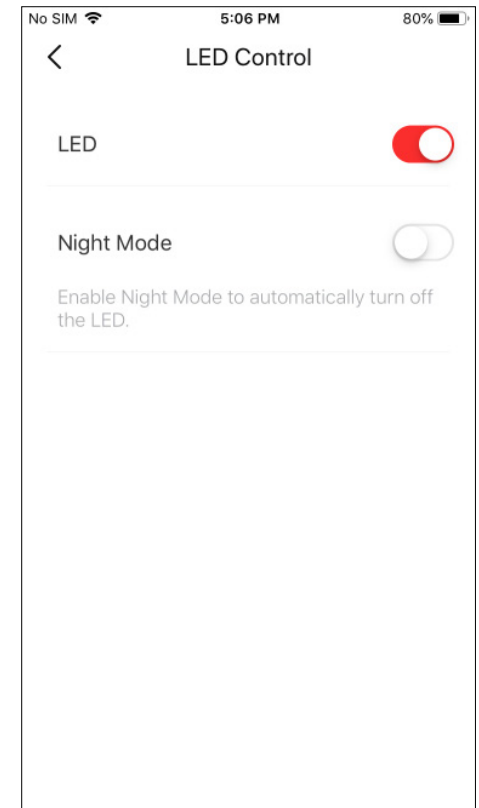 No SIM 5:06 PM 80%
LED Control
LED
Night Mode
Enable Night Mode to automatically turn off
the LED.